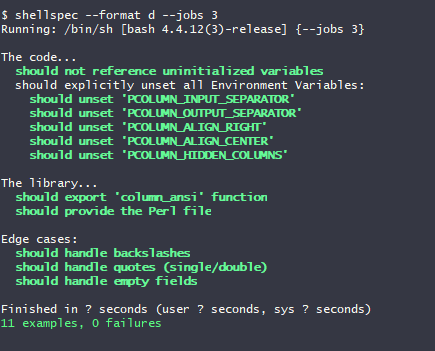 $ shellspec --format d --jobs 3
Running: /bin/sh [bash 4.4.12(3)-release] {--jobs 3}
The code...
should not reference uninitialized variables
should explicitly unset all Environment Variables:
should unset 'PCOLUMN_INPUT_SEPARATOR'
should unset 'PCOLUMN_OUTPUT_SEPARATOR'
should unset 'PCOLUMN_ALIGN_RIGHT'
should unset 'PCOLUMN_ALIGN_CENTER'
should unset 'PCOLUMN_HIDDEN_COLUMNS'
The library...
should export 'column_ansi' function
should provide the Perl file
Edge cases:
should handle backslashes
should handle quotes (single/double)
should handle empty fields
Finished in ? seconds (user ? seconds, sys ? seconds)
11 examples, 0 failures